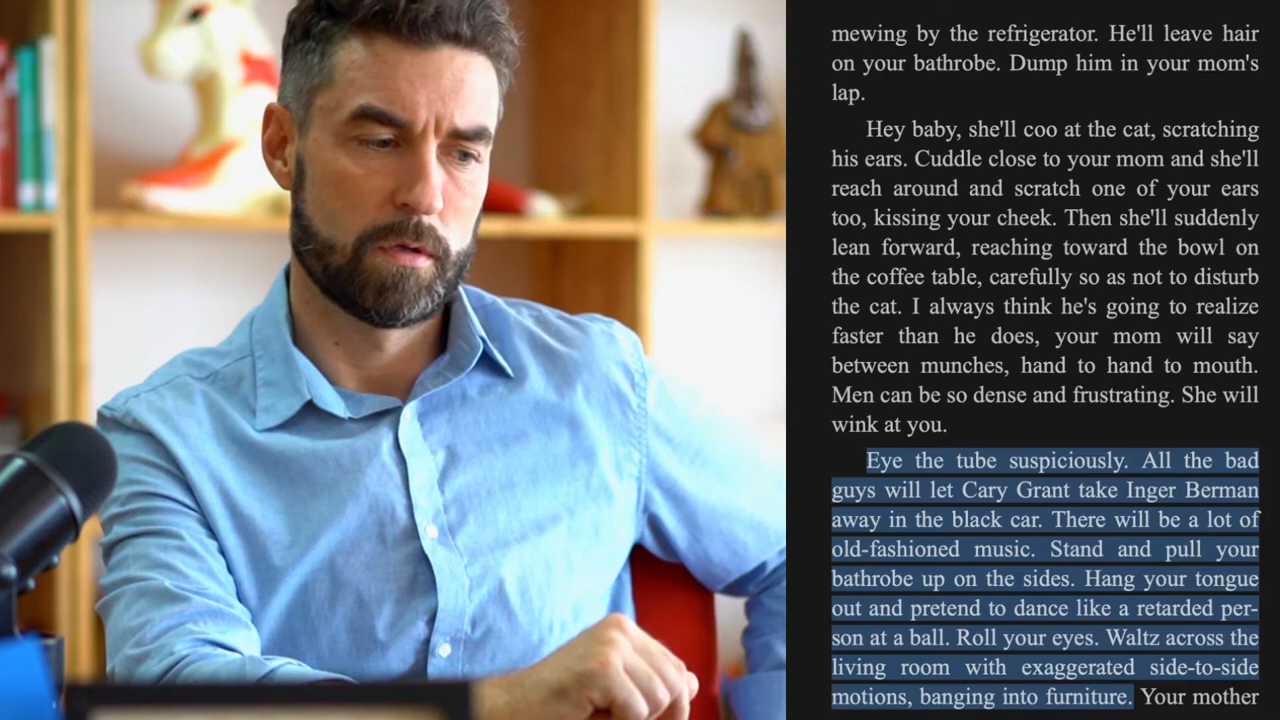 mewing by the refrigerator. He'll leave hair
on your bathrobe. Dump him in your mom's
lap.
Hey baby, she'll coo at the cat, scratching
his ears. Cuddle close to your mom and she'll
reach around and scratch one of your ears
too, kissing your cheek. Then she'll suddenly
lean forward, reaching toward the bowl on
the coffee table, carefully so as not to disturb
the cat. I always think he's going to realize
faster than he does, your mom will say
between munches, hand to hand to mouth.
Men can be so dense and frustrating. She will
wink at you.
Eye the tube suspiciously. All the bad
guys will let Cary Grant take Inger Berman
away in the black car. There will be a lot of
old-fashioned music. Stand and pull your
bathrobe up on the sides. Hang your tongue
out and pretend to dance like a retarded per-
son at a ball. Roll your eyes. Waltz across the
living room with exaggerated side-to-side
motions, banging into furniture. Your mother